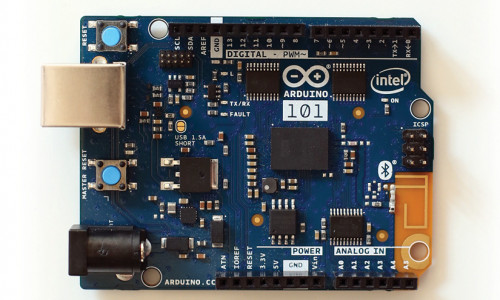 RESET
SCL
SDA
AREF
GND
13
12
~11
~10
~9
8
7
~6
~5
4
~3
2
TX→1
RX←0
DIGITAL - PWM~
ARDUINO
101
intel
ON
TX/RX
FAULT
USB 1.5A
SHORT
ICSP
MASTER RESET
POWER
ANALOG IN
ATN
IOREF
RESET
3.3V
5V
GND
Vin
A0
A1
A2
A3
A4
ARDUINO.CC